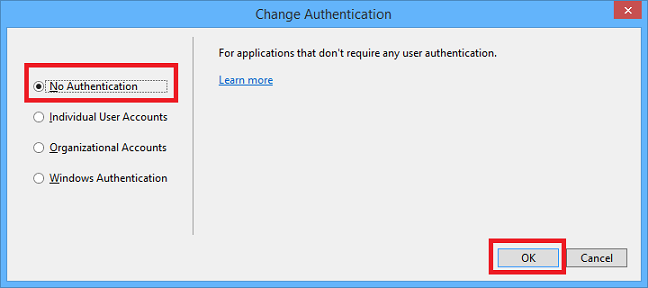 Change Authentication
No Authentication
Individual User Accounts
Organizational Accounts
Windows Authentication
For applications that don't require any user authentication.
Learn more
OK
Cancel